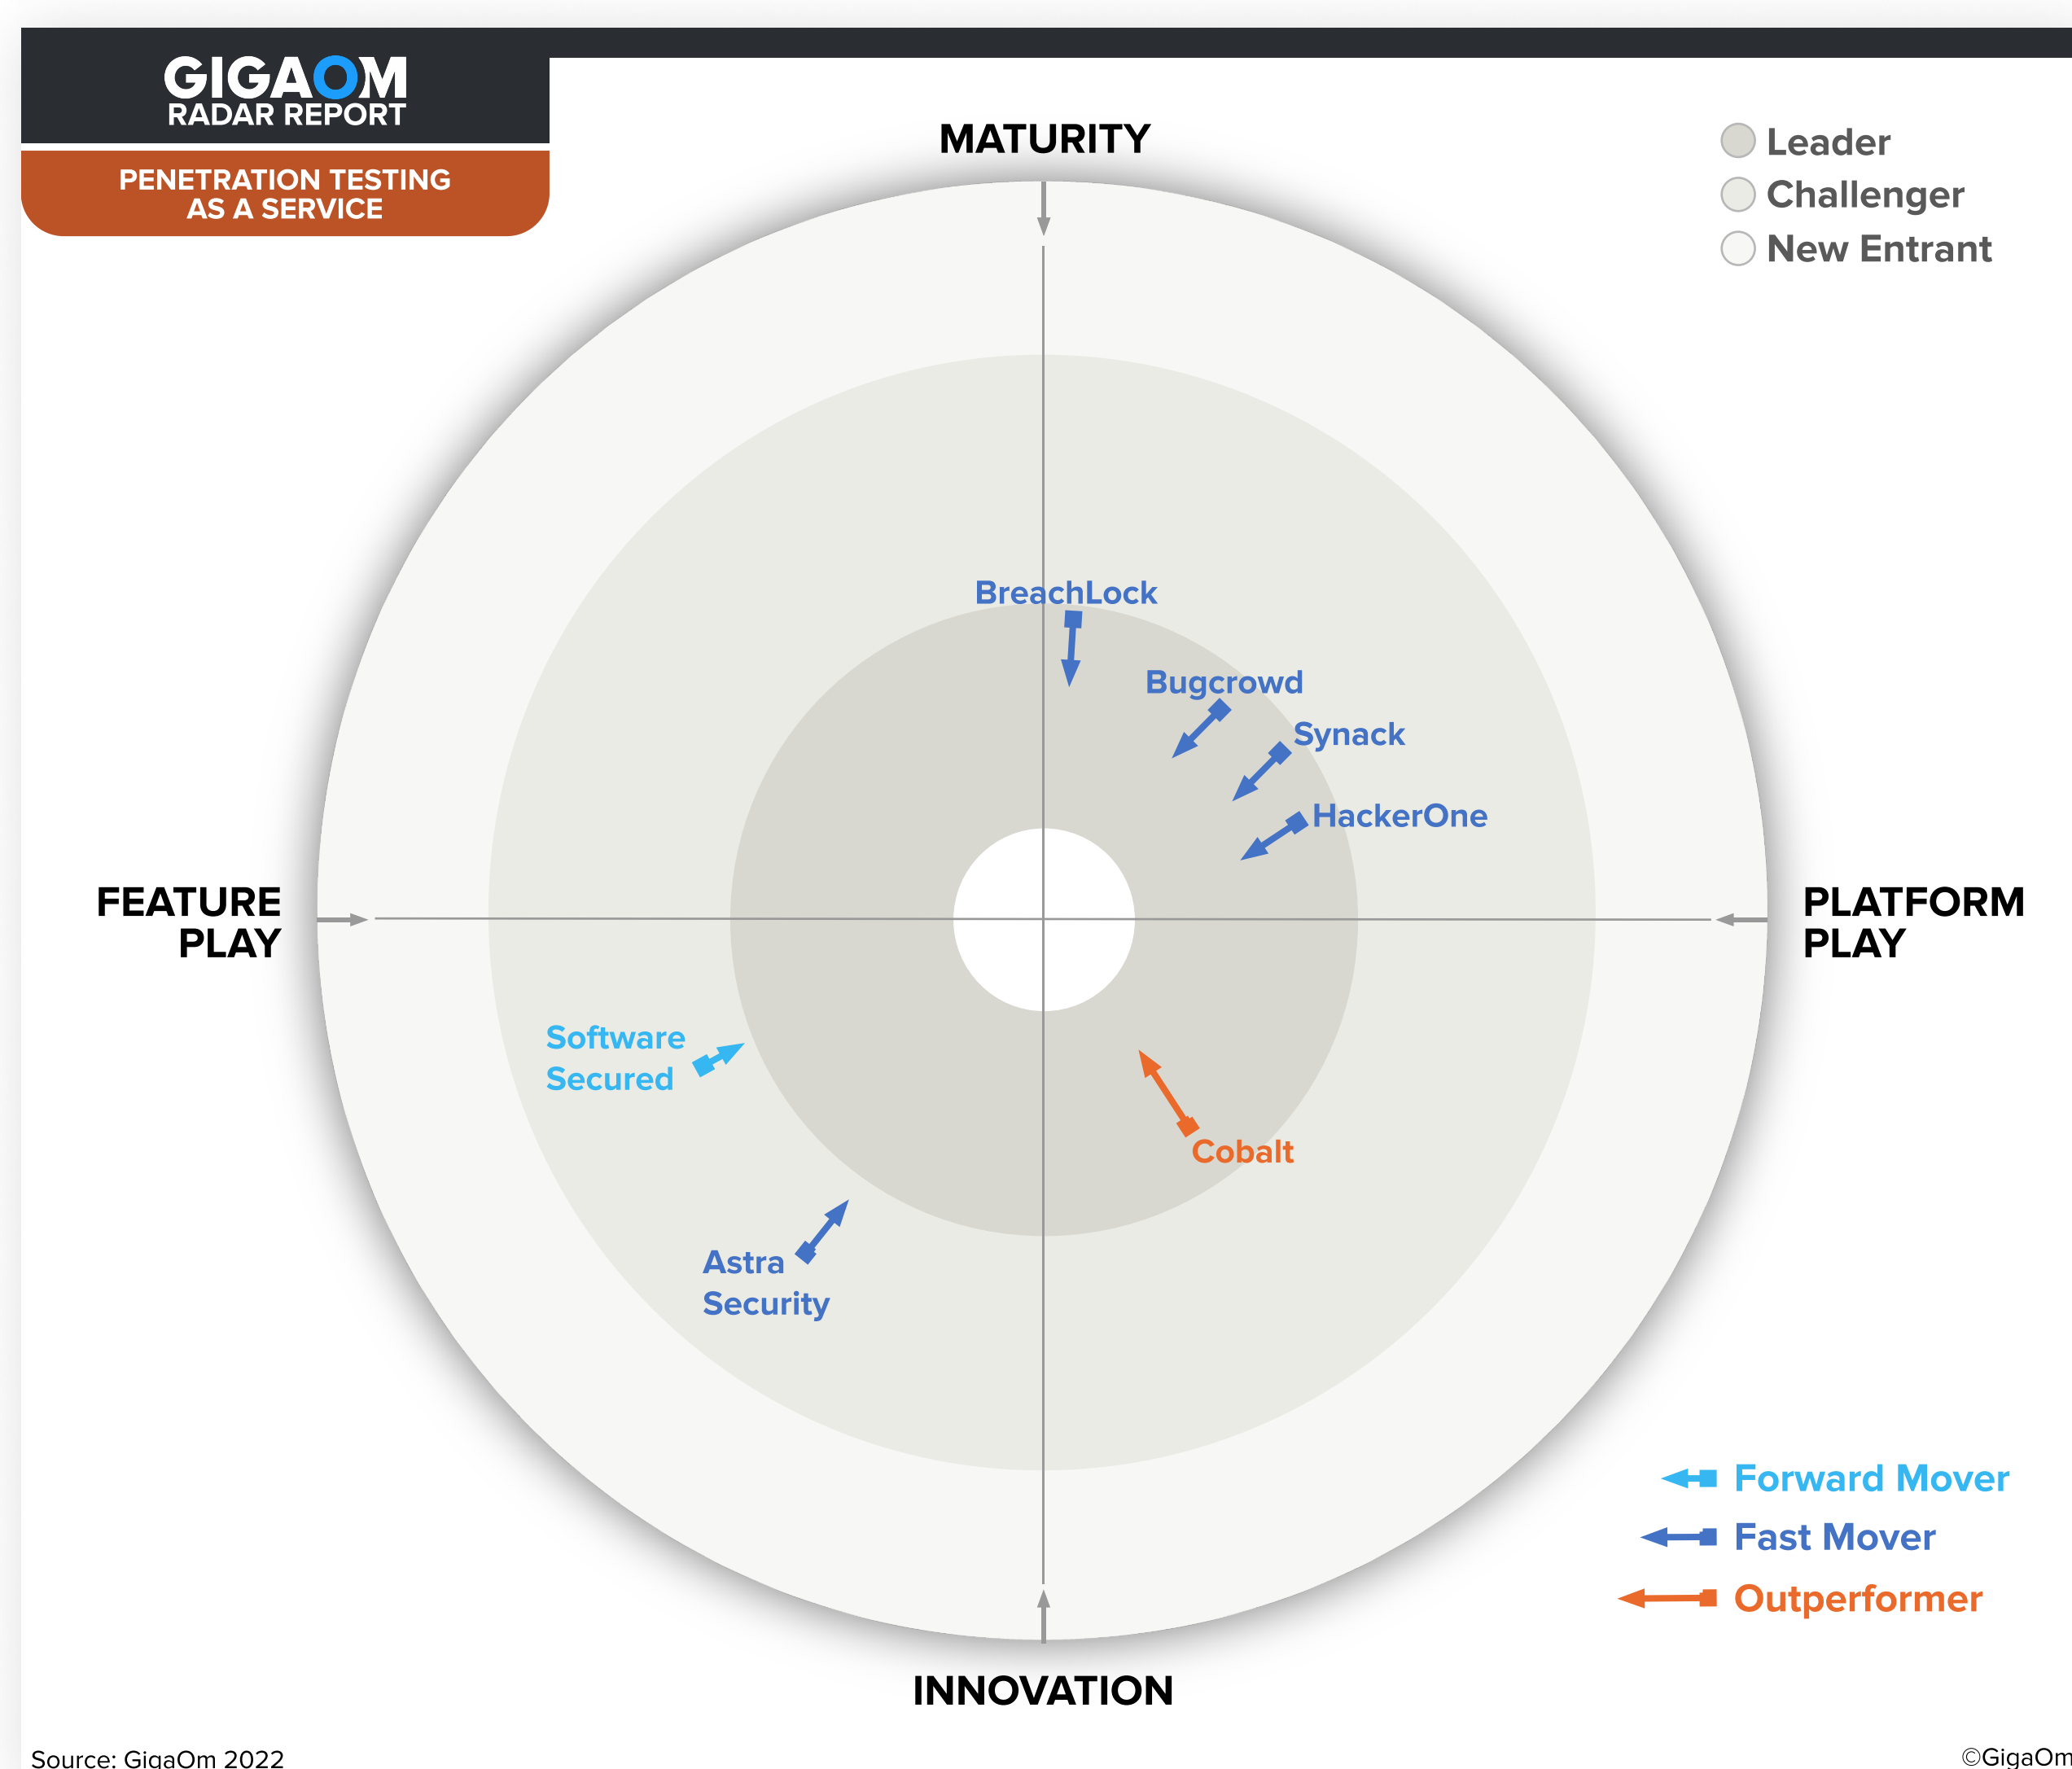 GIGAOM
RADAR REPORT
PENETRATION TESTING
AS A SERVICE
MATURITY
Leader
Challenger
New Entrant
BreachLock
Bugcrowd
Synack
HackerOne
FEATURE
PLAY
PLATFORM
PLAY
Software
Secured
Cobalt
Astra
Security
Forward Mover
Fast Mover
Outperformer
INNOVATION
Source: GigaOm 2022
©GigaOm